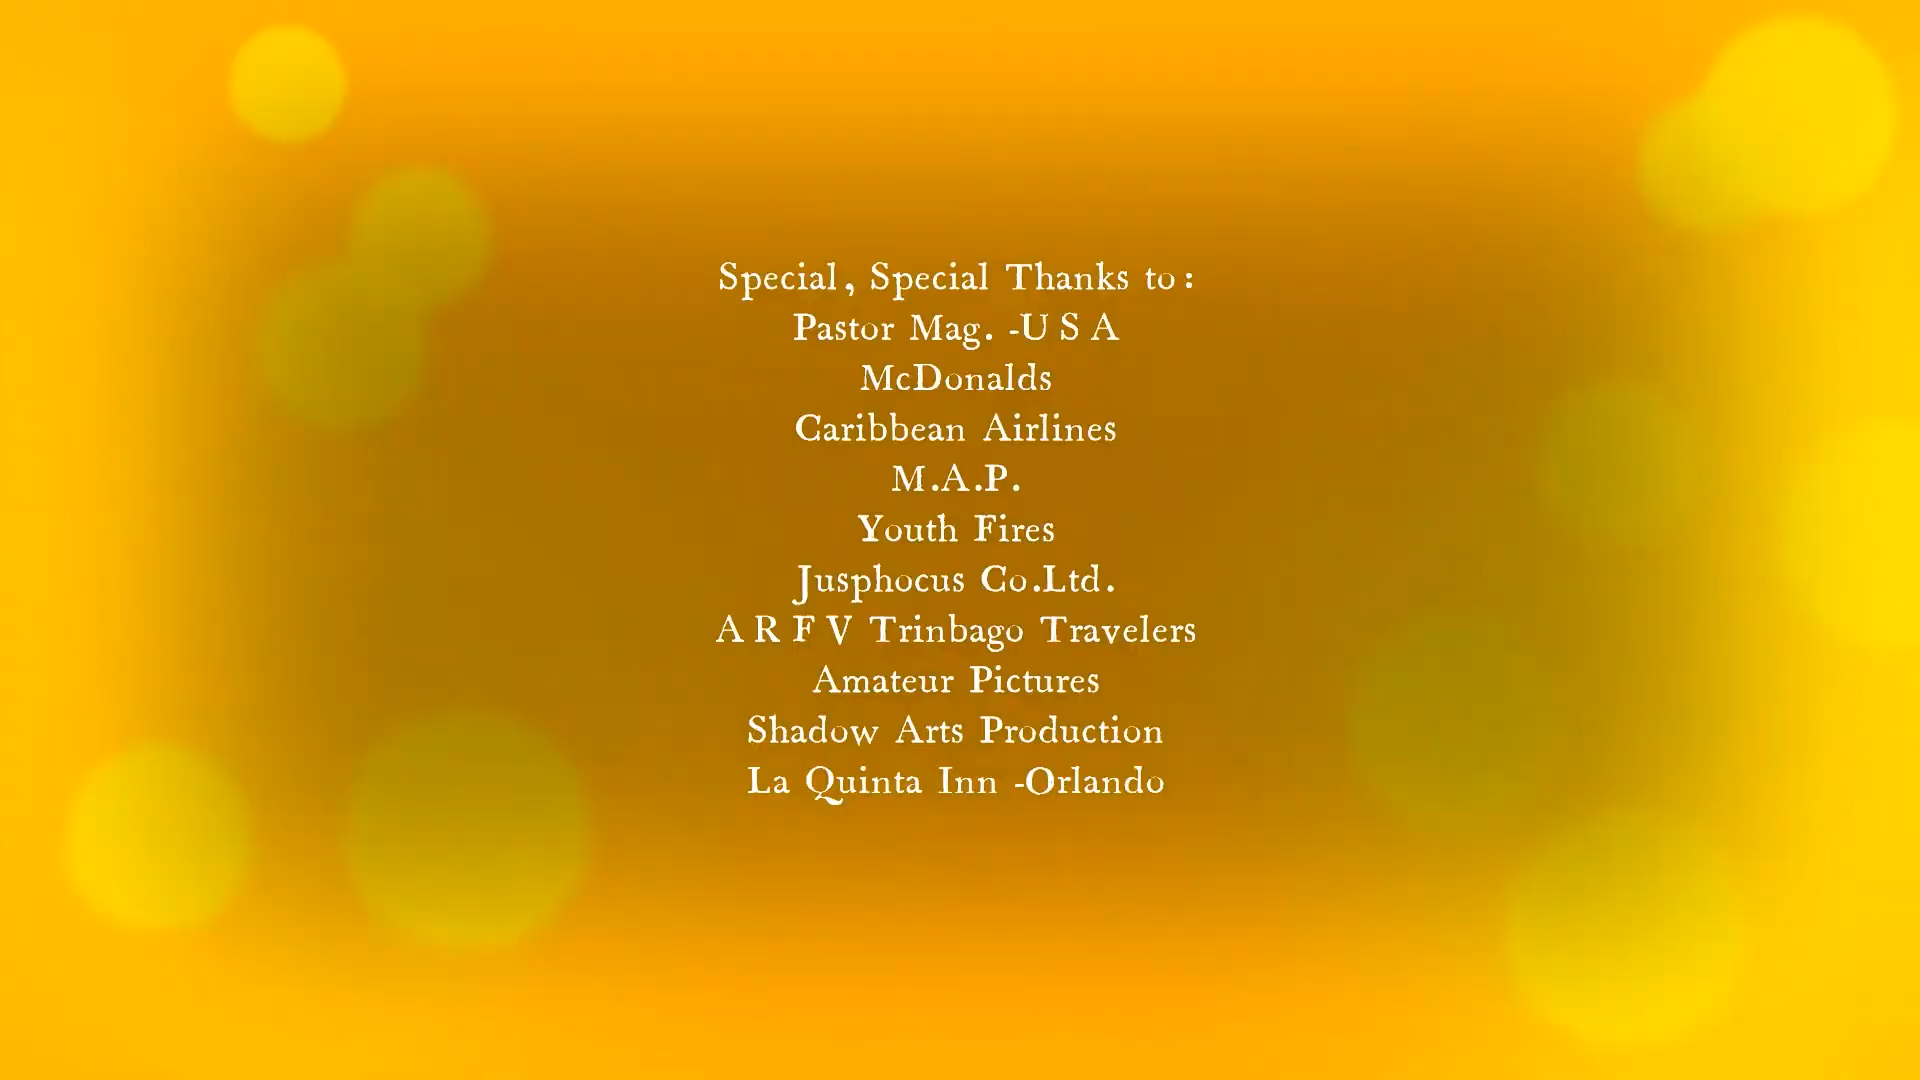 Special, Special Thanks to:
Pastor Mag. -U S A
McDonalds
Caribbean Airlines
M.A.P.
Youth Fires
Jusphocus Co.Ltd.
A R F V Trinbago Travelers
Amateur Pictures
Shadow Arts Production
La Quinta Inn -Orlando